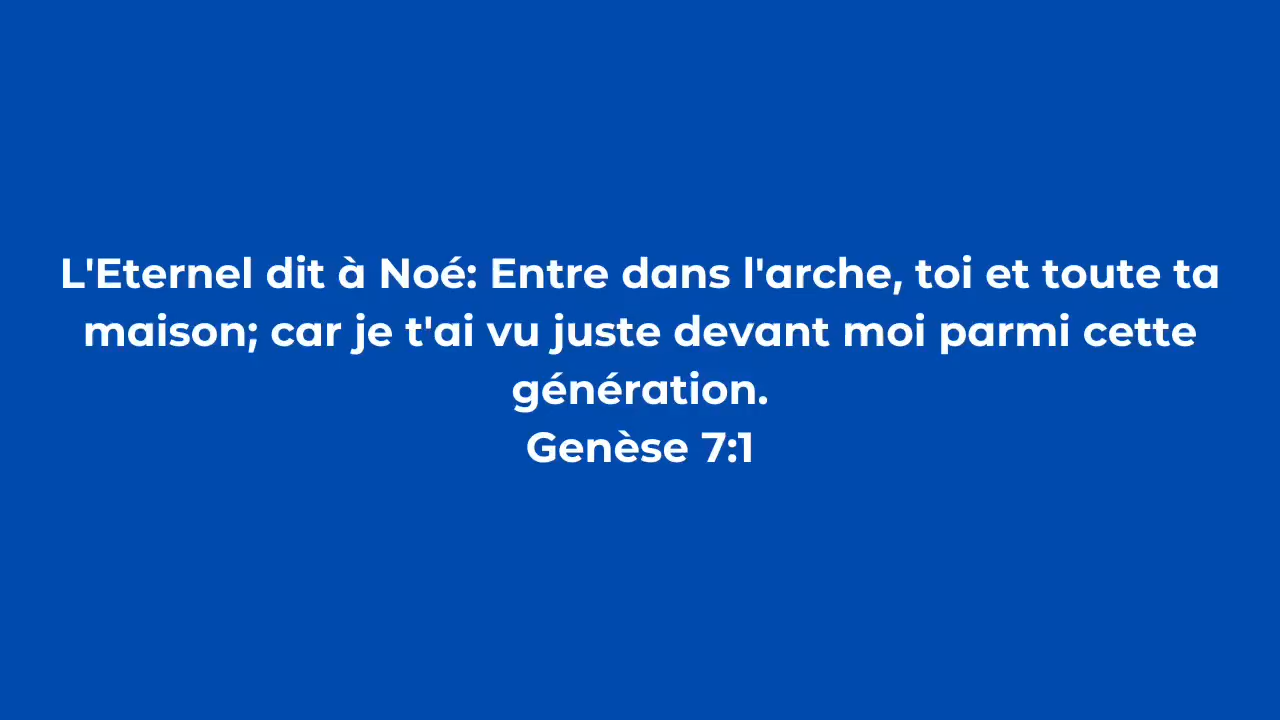 L'Eternel dit à Noé: Entre dans l'arche, toi et toute ta
maison; car je t'ai vu juste devant moi parmi cette
génération.
Genèse 7:1